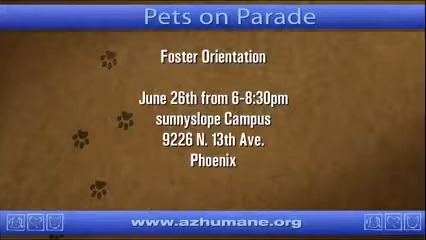 Pets on Parade
Foster Orientation
June 26th from 6-8:30pm
sunnyslope Campus
9226 N. 13th Ave.
Phoenix
www.azhumane.org